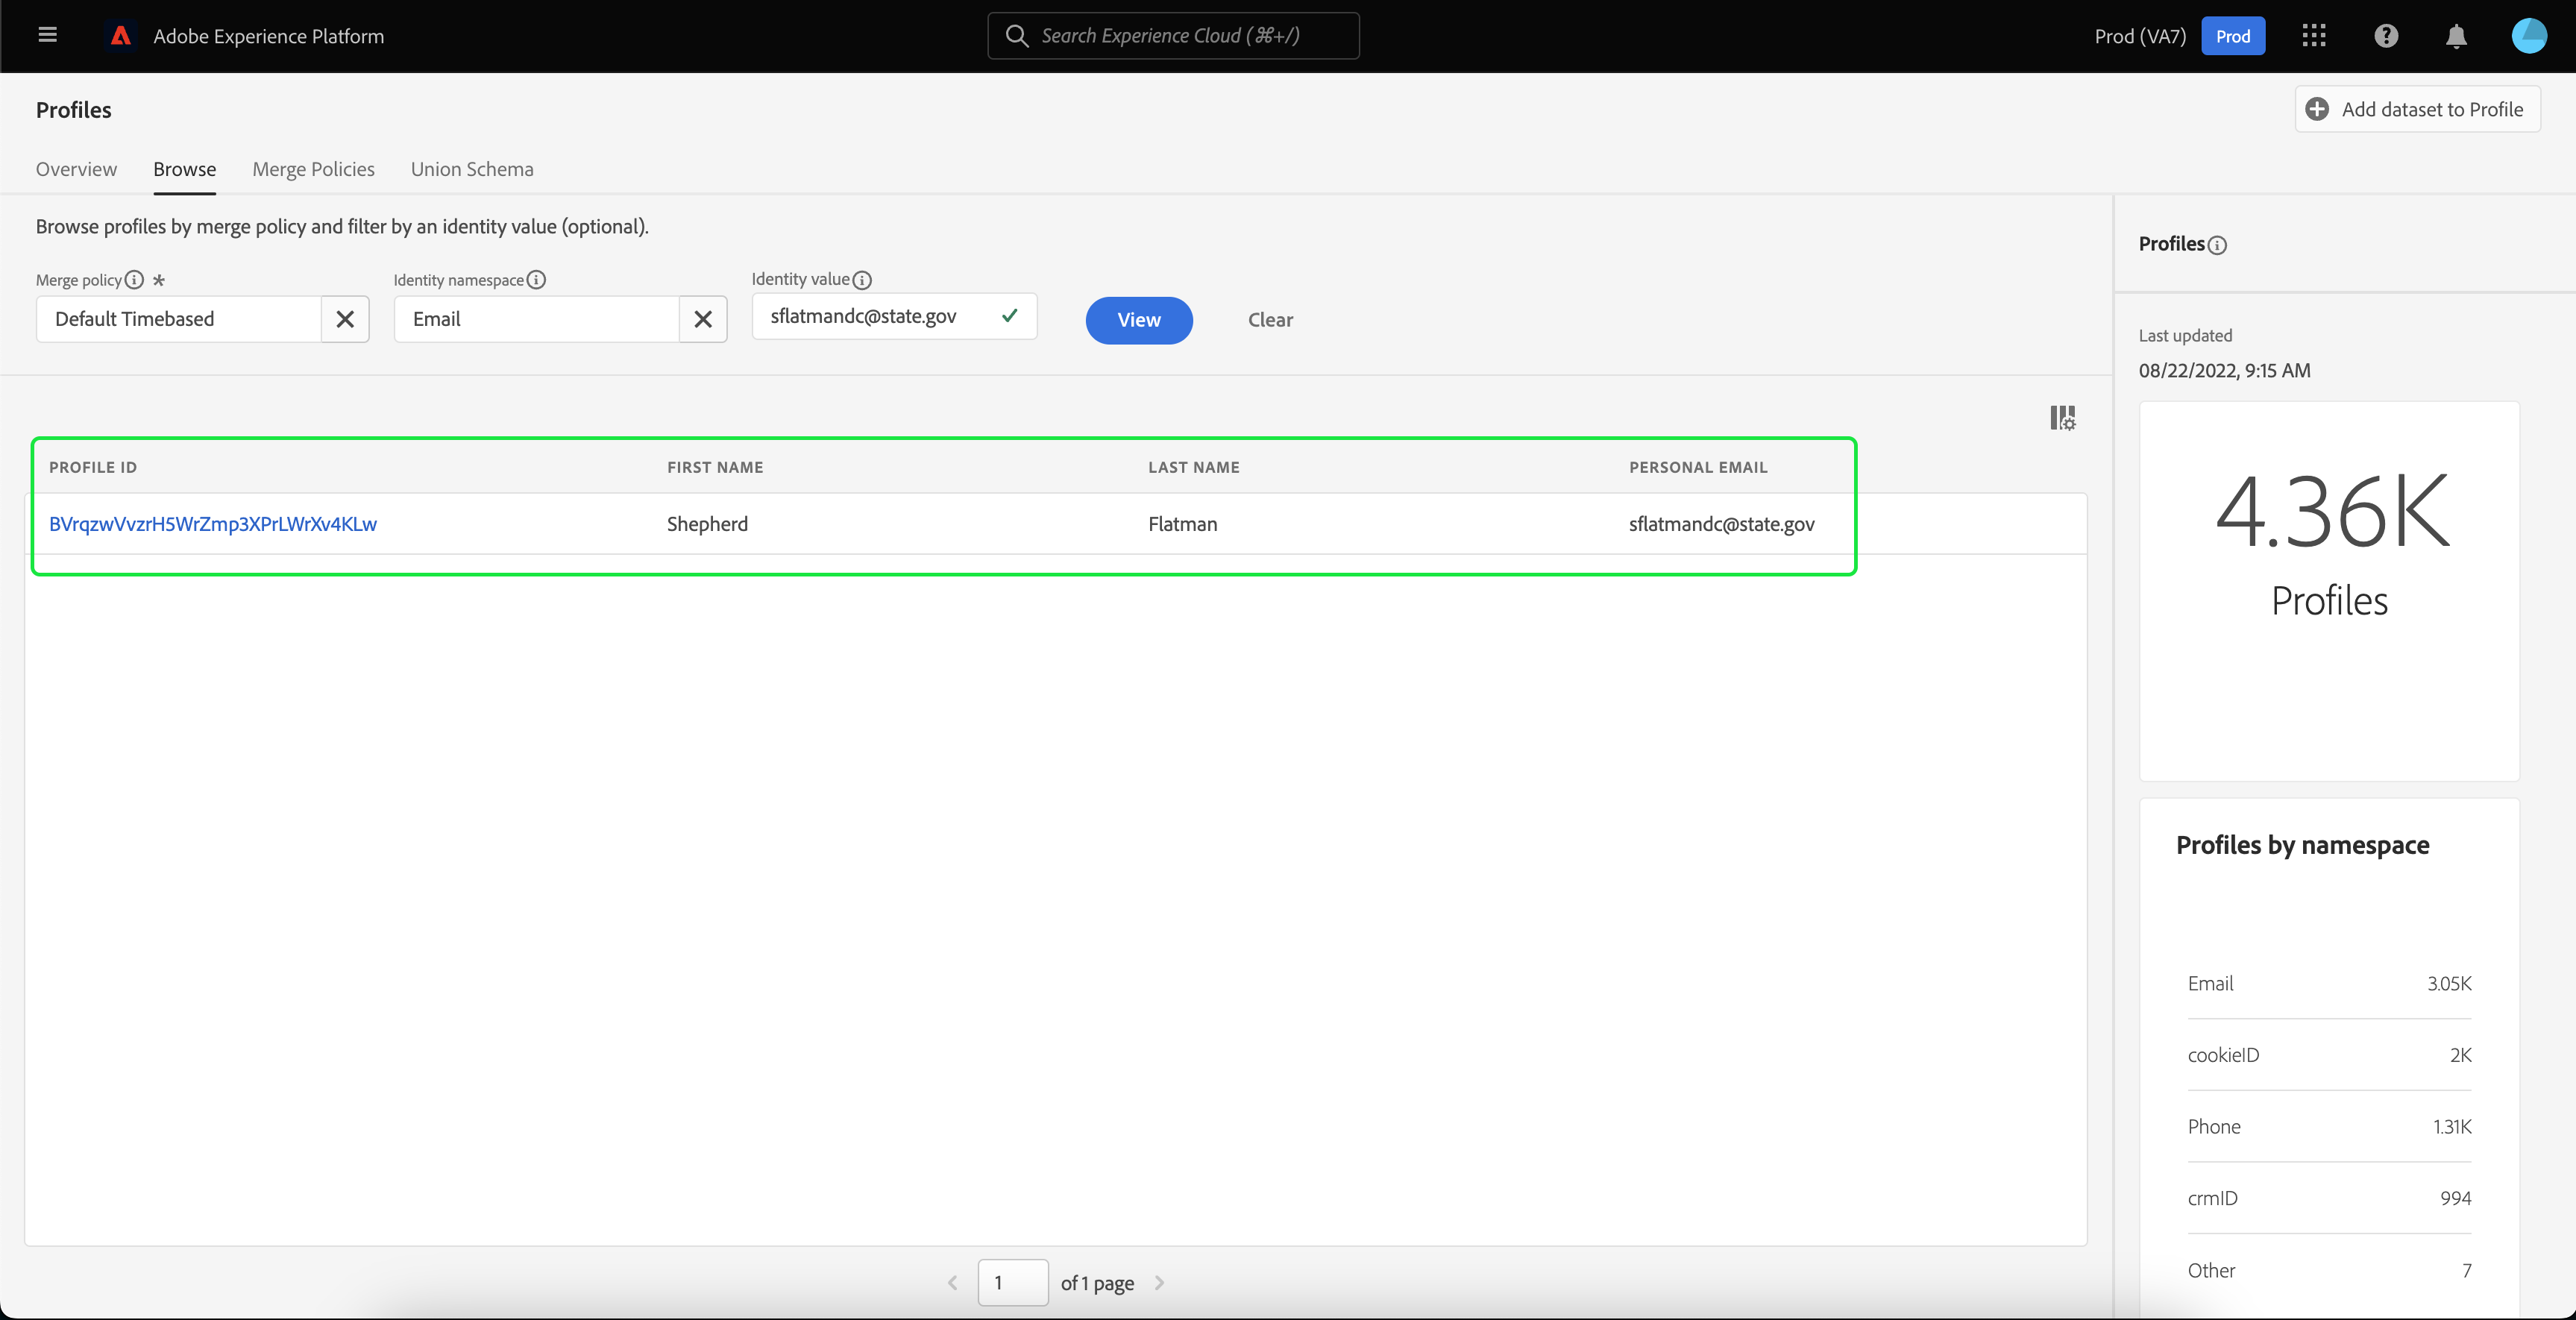 Adobe Experience Platform
Search Experience Cloud (⌘+/)
Prod (VA7)
Prod
Profiles
Add dataset to Profile
Overview
Browse
Merge Policies
Union Schema
Browse profiles by merge policy and filter by an identity value (optional).
Merge policy *
Identity namespace
Identity value
Default Timebased
Email
sflatmandc@state.gov
View
Clear
PROFILE ID
FIRST NAME
LAST NAME
PERSONAL EMAIL
BVrqzwVvzrH5WrZmp3XPrLWrXv4KLw
Shepherd
Flatman
sflatmandc@state.gov
1
of 1 page
Profiles
Last updated
08/22/2022, 9:15 AM
4.36K
Profiles
Profiles by namespace
Email 3.05K
cookieID 2K
Phone 1.31K
crmID 994
Other 7